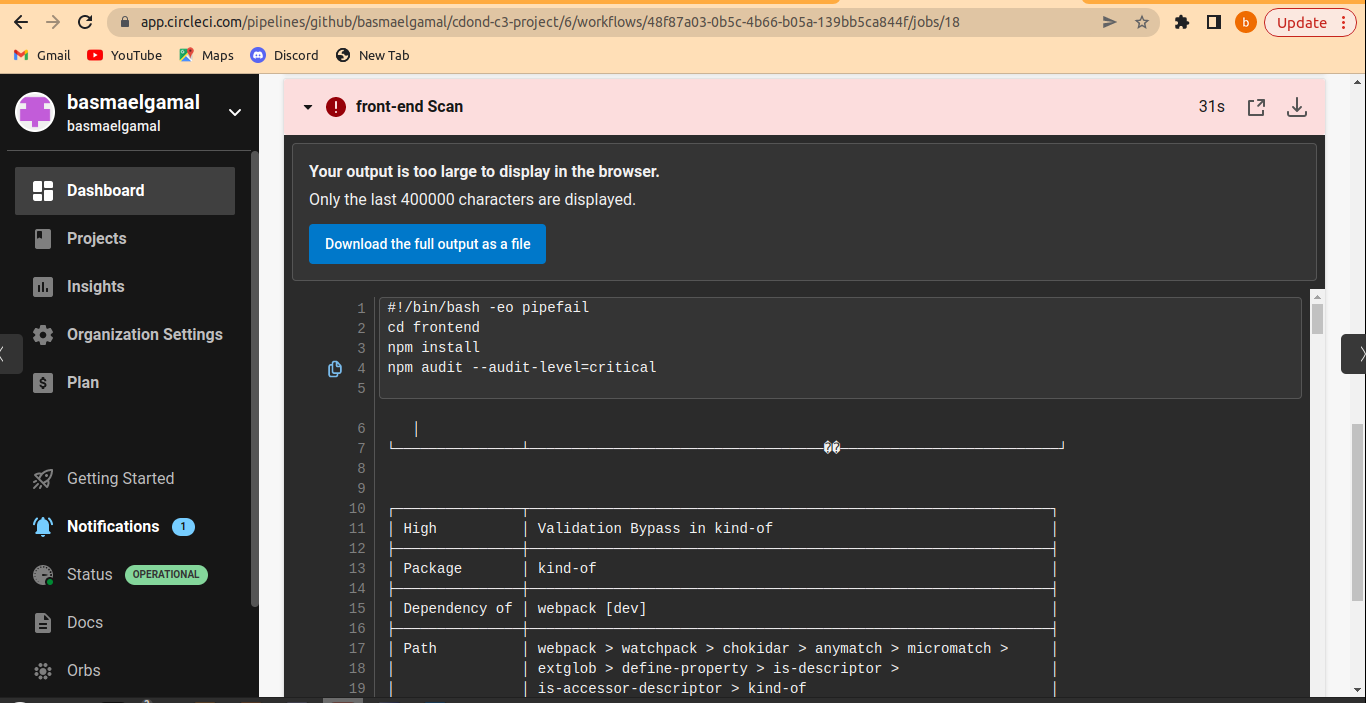 app.circleci.com/pipelines/github/basmaelgamal/cdond-c3-project/6/workflows/48f87a03-0b5c-4b66-b05a-139bb5ca844f/jobs/18
b
Update
Gmail
YouTube
Maps
Discord
New Tab
basmaelgamal
basmaelgamal
Dashboard
Projects
Insights
Organization Settings
Plan
Getting Started
Notifications 1
Status OPERATIONAL
Docs
Orbs
front-end Scan
31s
Your output is too large to display in the browser.
Only the last 400000 characters are displayed.
Download the full output as a file
1 #!/bin/bash -eo pipefail
2 cd frontend
3 npm install
4 npm audit --audit-level=critical
5
6 │
7 └───────────────┴───────────────��───────────────┘
8
9
10
11 │ High │ Validation Bypass in kind-of │
12
13 │ Package │ kind-of │
14
15 │ Dependency of │ webpack [dev] │
16
17 │ Path │ webpack > watchpack > chokidar > anymatch > micromatch > │
18 │ │ extglob > define-property > is-descriptor > │
19 │ │ is-accessor-descriptor > kind-of │